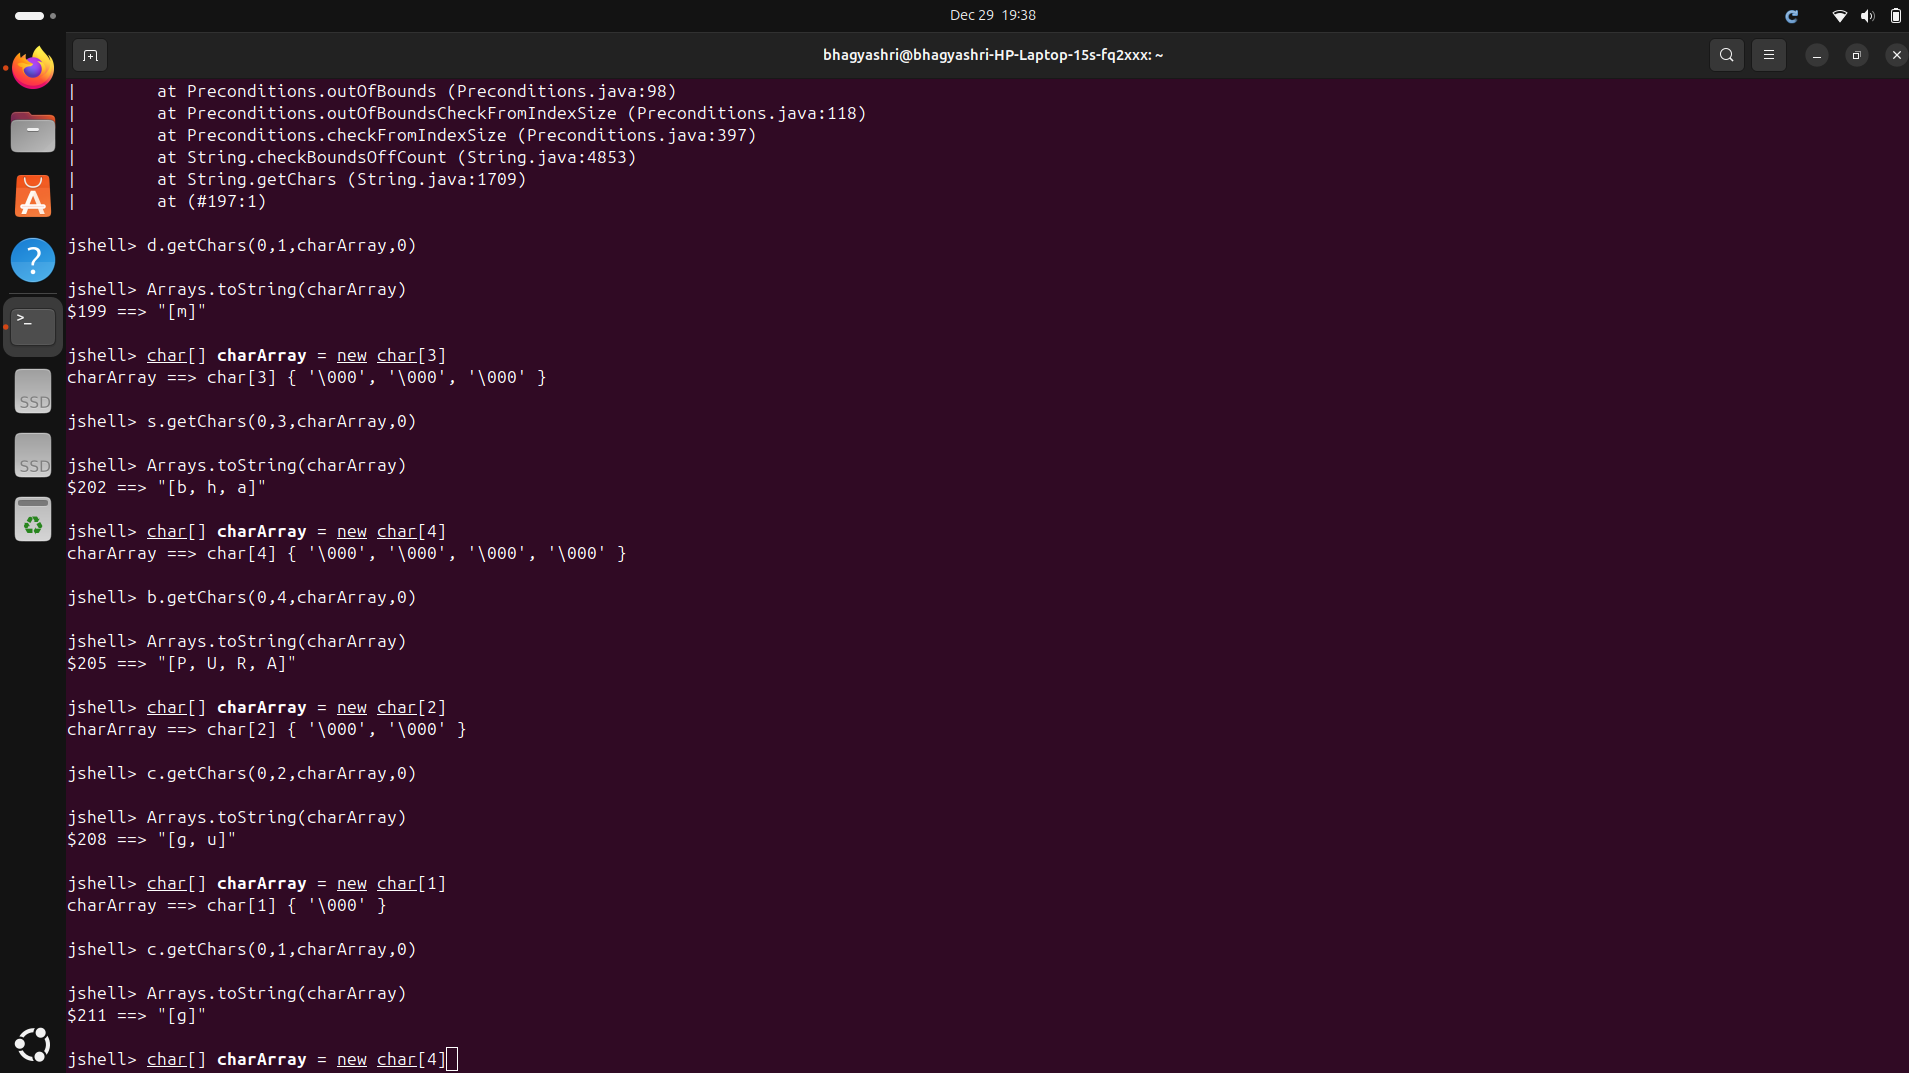 Dec 29 19:38
bhagyashri@bhagyashri-HP-Laptop-15s-fq2xxx: ~
|        at Preconditions.outOfBounds (Preconditions.java:98)
|        at Preconditions.outOfBoundsCheckFromIndexSize (Preconditions.java:118)
|        at Preconditions.checkFromIndexSize (Preconditions.java:397)
|        at String.checkBoundsOffCount (String.java:4853)
|        at String.getChars (String.java:1709)
|        at (#197:1)
jshell> d.getChars(0,1,charArray,0)
jshell> Arrays.toString(charArray)
$199 ==> "[m]"
jshell> char[] charArray = new char[3]
charArray ==> char[3] { '\000', '\000', '\000' }
jshell> s.getChars(0,3,charArray,0)
jshell> Arrays.toString(charArray)
$202 ==> "[b, h, a]"
jshell> char[] charArray = new char[4]
charArray ==> char[4] { '\000', '\000', '\000', '\000' }
jshell> b.getChars(0,4,charArray,0)
jshell> Arrays.toString(charArray)
$205 ==> "[P, U, R, A]"
jshell> char[] charArray = new char[2]
charArray ==> char[2] { '\000', '\000' }
jshell> c.getChars(0,2,charArray,0)
jshell> Arrays.toString(charArray)
$208 ==> "[g, u]"
jshell> char[] charArray = new char[1]
charArray ==> char[1] { '\000' }
jshell> c.getChars(0,1,charArray,0)
jshell> Arrays.toString(charArray)
$211 ==> "[g]"
jshell> char[] charArray = new char[4]
?
>_
SSD
SSD